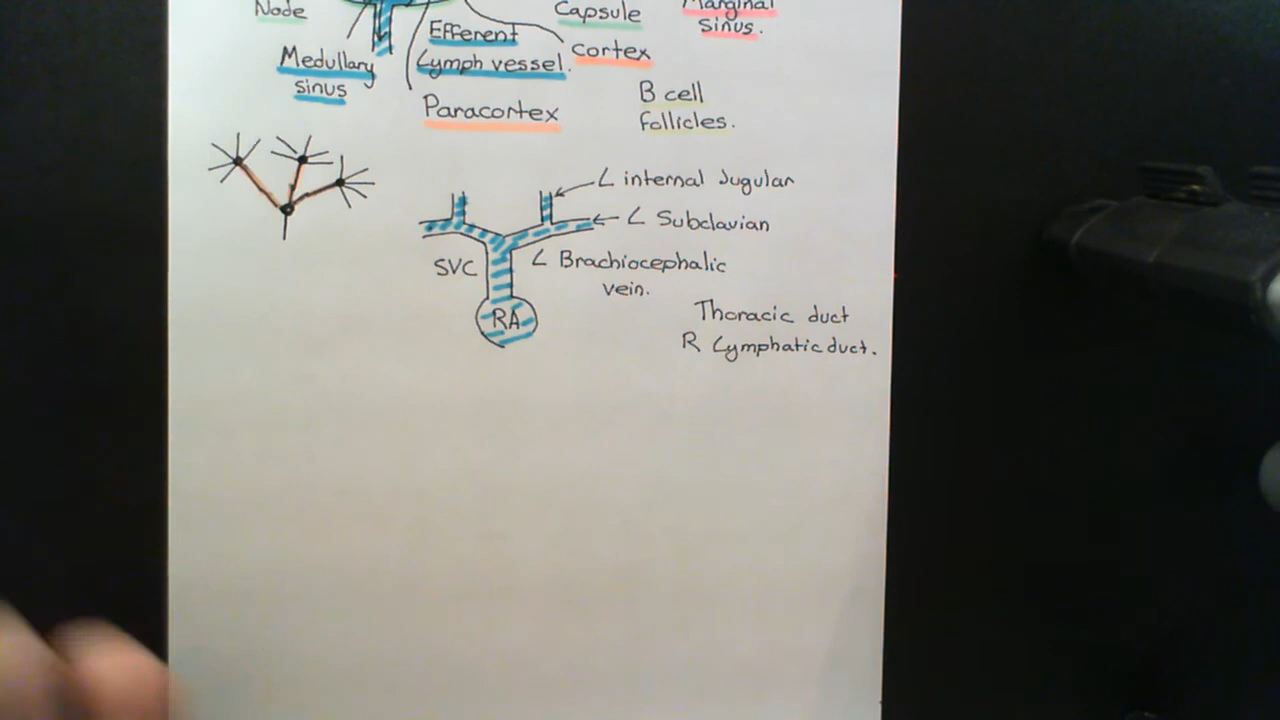 Node
Capsule
Marginal
sinus.
Efferent
Lymph vessel.
cortex
Medullary
sinus
Paracortex
B cell
follicles.
L internal Jugular
L Subclavian
SVC
L Brachiocephalic
vein.
RA
Thoracic duct
R Lymphatic duct.